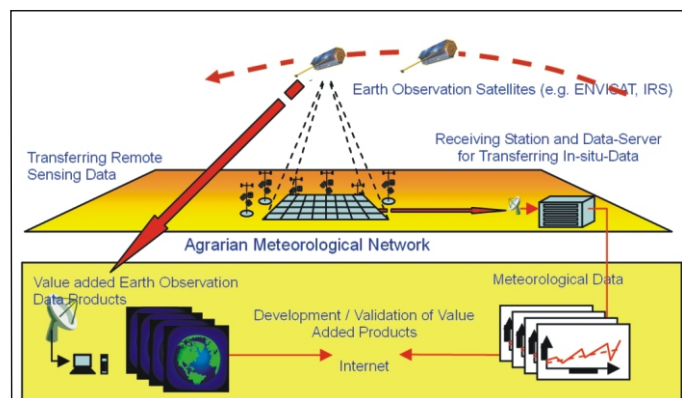 Earth Observation Satellites (e.g. ENVISAT, IRS)
Receiving Station and Data-Server
for Transferring In-situ-Data
Transferring Remote
Sensing Data
Agrarian Meteorological Network
Value added Earth Observation
Data Products
Meteorological Data
Development / Validation of Value
Added Products
Internet